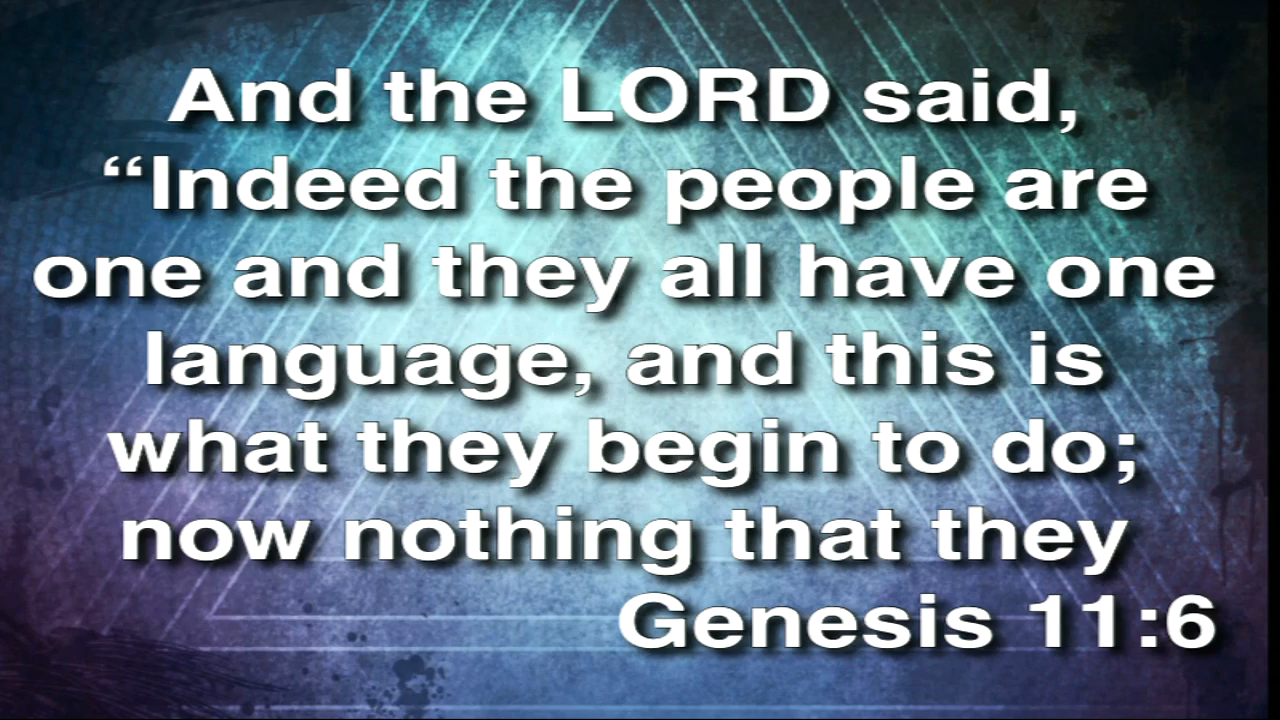 And the LORD said,
“Indeed the people are
one and they all have one
language, and this is
what they begin to do;
now nothing that they
Genesis 11:6